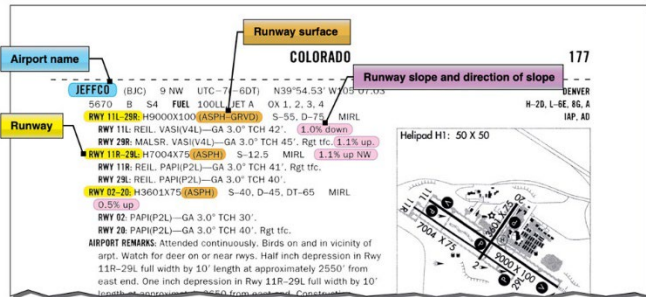 Runway surface
Airport name
COLORADO 177
Runway slope and direction of slope
JEFFCO (BJC) 9 NW UTC–7(–6DT) N39°54.53' W105°07.03' DENVER
5670 B S4 FUEL 100LL, JET A OX 1, 2, 3, 4 H–2D, L–6E, 8G, A
RWY 11L–29R: H9000X100 (ASPH–GRVD) S–55, D–75 MIRL IAP, AD
RWY 11L: REIL. VASI(V4L)—GA 3.0° TCH 42'. 1.0% down
Runway
RWY 29R: MALSR. VASI(V4L)—GA 3.0° TCH 45'. Rgt tfc. 1.1% up.
RWY 11R–29L: H7004X75 (ASPH) S–12.5 MIRL 1.1% up NW
RWY 11R: REIL. PAPI(P2L)—GA 3.0° TCH 41'. Rgt tfc.
RWY 29L: REIL. PAPI(P2L)—GA 3.0° TCH 40'.
RWY 02–20: H3601X75 (ASPH) S–40, D–45, DT–65 MIRL
0.5% up
RWY 02: PAPI(P2L)—GA 3.0° TCH 30'.
RWY 20: PAPI(P2L)—GA 3.0° TCH 40'. Rgt tfc.
AIRPORT REMARKS: Attended continuously. Birds on and in vicinity of
arpt. Watch for deer on or near rwys. Half inch depression in Rwy
11R–29L full width by 10' length at approximately 2550' from
east end. One inch depression in Rwy 11R–29L full width by 10'
Helipad H1: 50 X 50
11L
11R
20
3601 X 75
7004 X 75
9000 X 100
2
29L